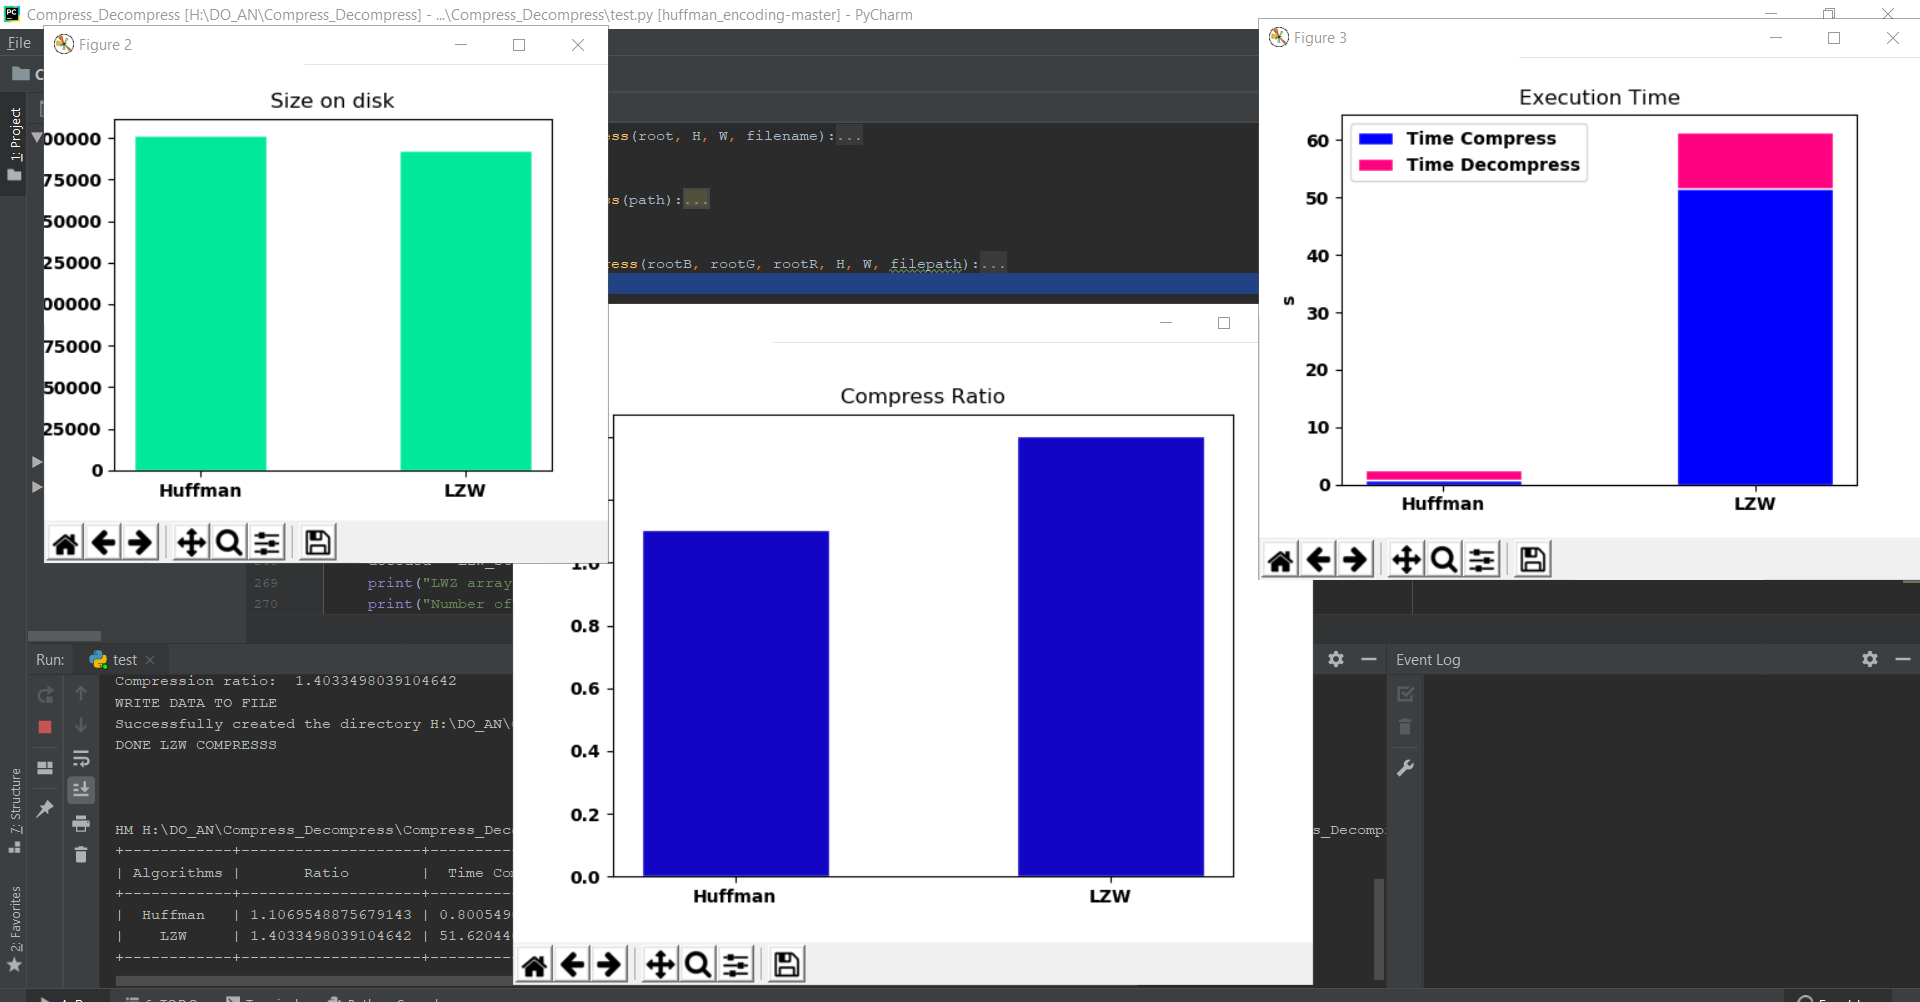 Compress_Decompress [H:\DO_AN\Compress_Decompress] - ...\Compress_Decompress\test.py [huffman_encoding-master] - PyCharm
File
Figure 2
Size on disk
00000
75000
50000
25000
00000
75000
50000
25000
0
Huffman
LZW
ess(root, H, W, filename):...
ss(path):...
ress(rootB, rootG, rootR, H, W, filepath):...
Figure 3
Execution Time
Time Compress
Time Decompress
60
50
40
30
20
10
0
s
Huffman
LZW
Compress Ratio
1.0
0.8
0.6
0.4
0.2
0.0
Huffman
LZW
1: Project
7: Structure
2: Favorites
269 print("LWZ array
270 print("Number of
Run: test
Event Log
Compression ratio:  1.4033498039104642
WRITE DATA TO FILE
Successfully created the directory H:\DO_AN\
DONE LZW COMPRESSS
HM H:\DO_AN\Compress_Decompress\Compress_Dec
s_Decomp
| Algorithms | Ratio | Time Co
| Huffman | 1.1069548875679143 | 0.800549
| LZW | 1.4033498039104642 | 51.62044